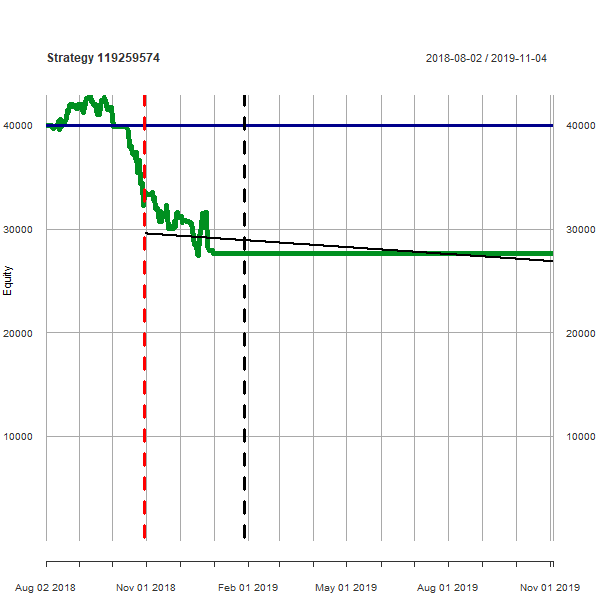 Strategy 119259574 2018-08-02 / 2019-11-04
40000 40000
30000 30000
Equity
20000 20000
10000 10000
Aug 02 2018 Nov 01 2018 Feb 01 2019 May 01 2019 Aug 01 2019 Nov 01 2019